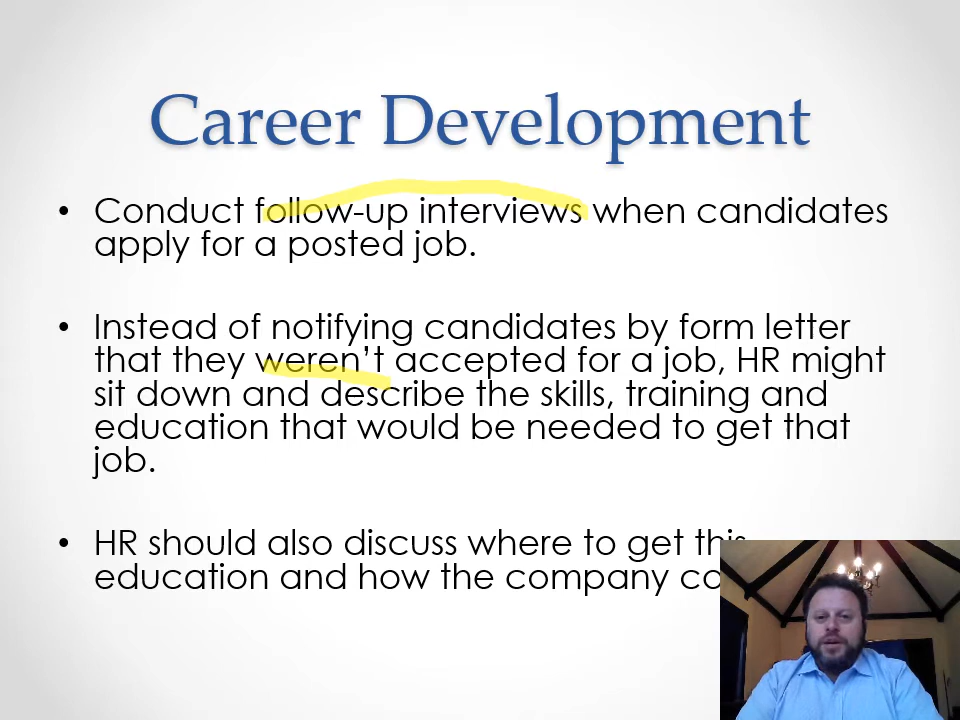 Career Development
• Conduct follow-up interviews when candidates
apply for a posted job.
• Instead of notifying candidates by form letter
that they weren't accepted for a job, HR might
sit down and describe the skills, training and
education that would be needed to get that
job.
• HR should also discuss where to get this
education and how the company